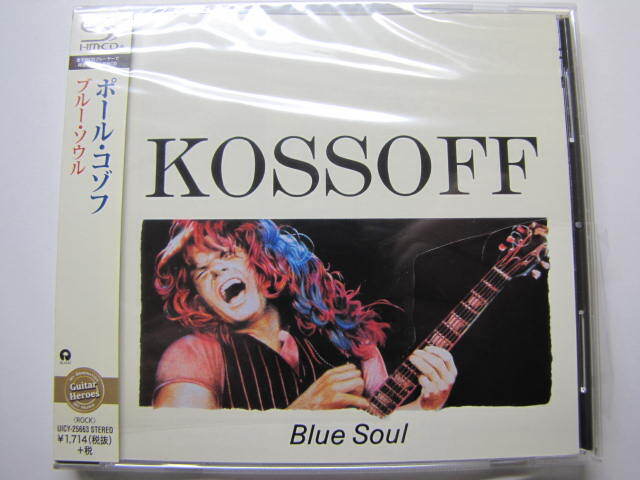 SHM-CD
ポール・コゾフ
ブルー・ソウル
KOSSOFF
Blue Soul
Guitar
Heroes
(ROCK)
UICY-25663 STEREO
¥1,714(税抜)
+税